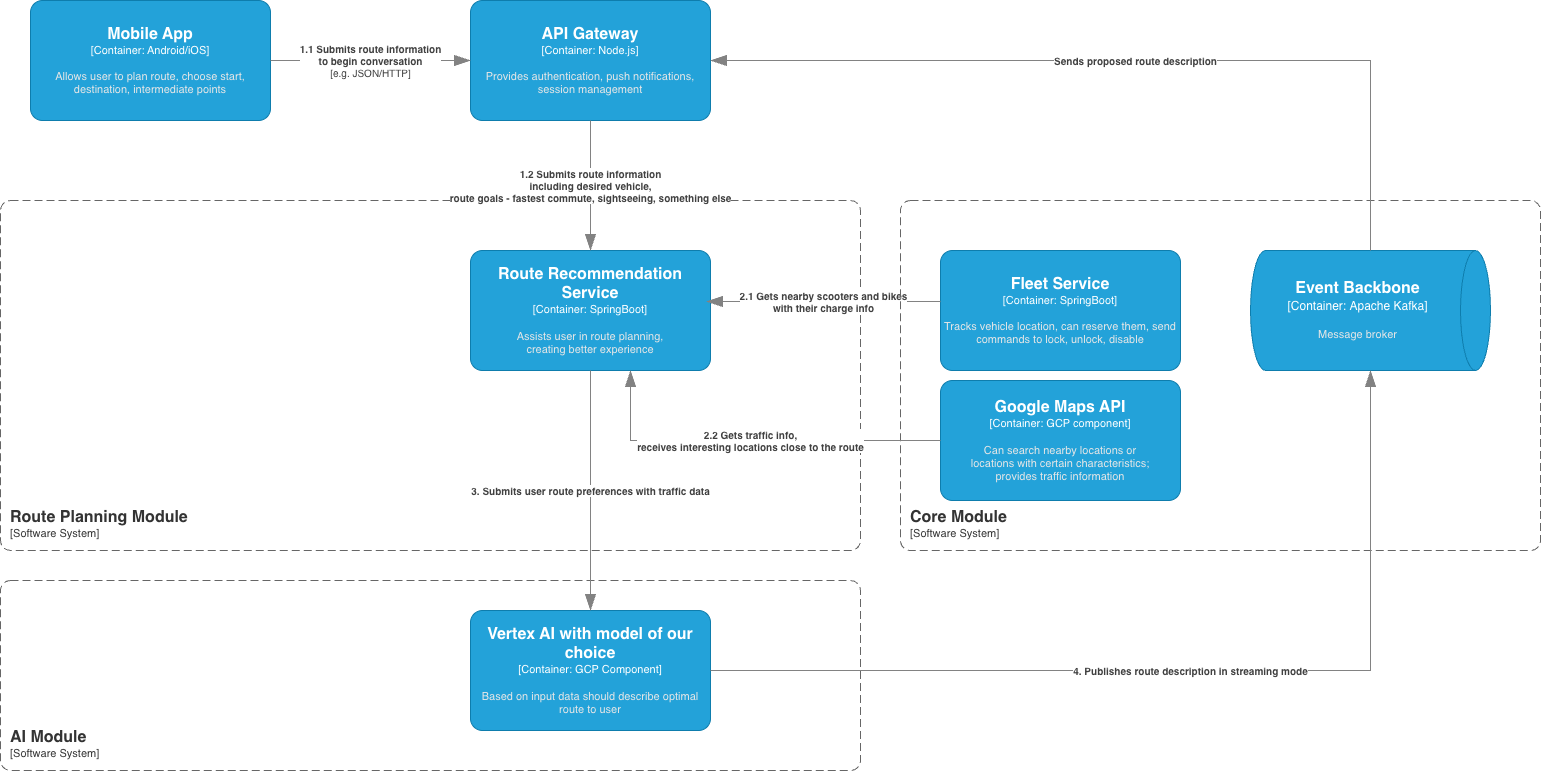 Mobile App
[Container: Android/iOS]
Allows user to plan route, choose start,
destination, intermediate points
1.1 Submits route information
to begin conversation
[e.g. JSON/HTTP]
API Gateway
[Container: Node.js]
Provides authentication, push notifications,
session management
Sends proposed route description
1.2 Submits route information
including desired vehicle,
route goals - fastest commute, sightseeing, something else
Route Recommendation
Service
[Container: SpringBoot]
Assists user in route planning,
creating better experience
2.1 Gets nearby scooters and bikes
with their charge info
Fleet Service
[Container: SpringBoot]
Tracks vehicle location, can reserve them, send
commands to lock, unlock, disable
Event Backbone
[Container: Apache Kafka]
Message broker
2.2 Gets traffic info,
receives interesting locations close to the route
Google Maps API
[Container: GCP component]
Can search nearby locations or
locations with certain characteristics;
provides traffic information
3. Submits user route preferences with traffic data
Route Planning Module
[Software System]
Core Module
[Software System]
Vertex AI with model of our
choice
[Container: GCP Component]
Based on input data should describe optimal
route to user
4. Publishes route description in streaming mode
AI Module
[Software System]